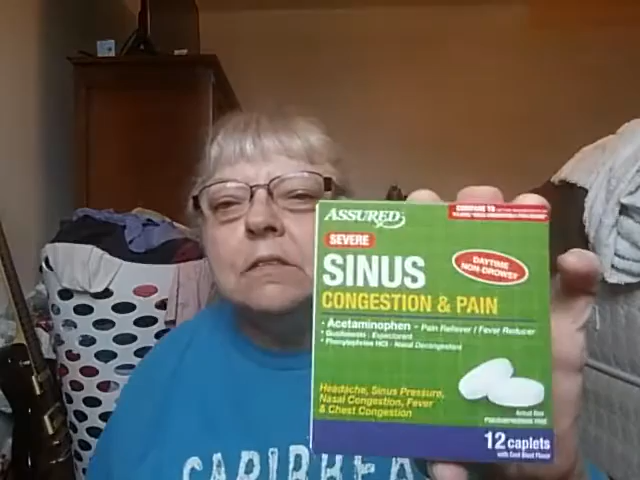 ASSURED
COMPARE TO
SEVERE
SINUS
DAYTIME
NON-DROWSY
CONGESTION & PAIN
• Acetaminophen - Pain Reliever / Fever Reducer
• Guaifenesin - Expectorant
• Phenylephrine HCl - Nasal Decongestant
Headache, Sinus Pressure,
Nasal Congestion, Fever
& Chest Congestion
Actual Size
PSEUDOEPHEDRINE FREE
12 caplets
with Cool Blast Flavor
CARIBBEA